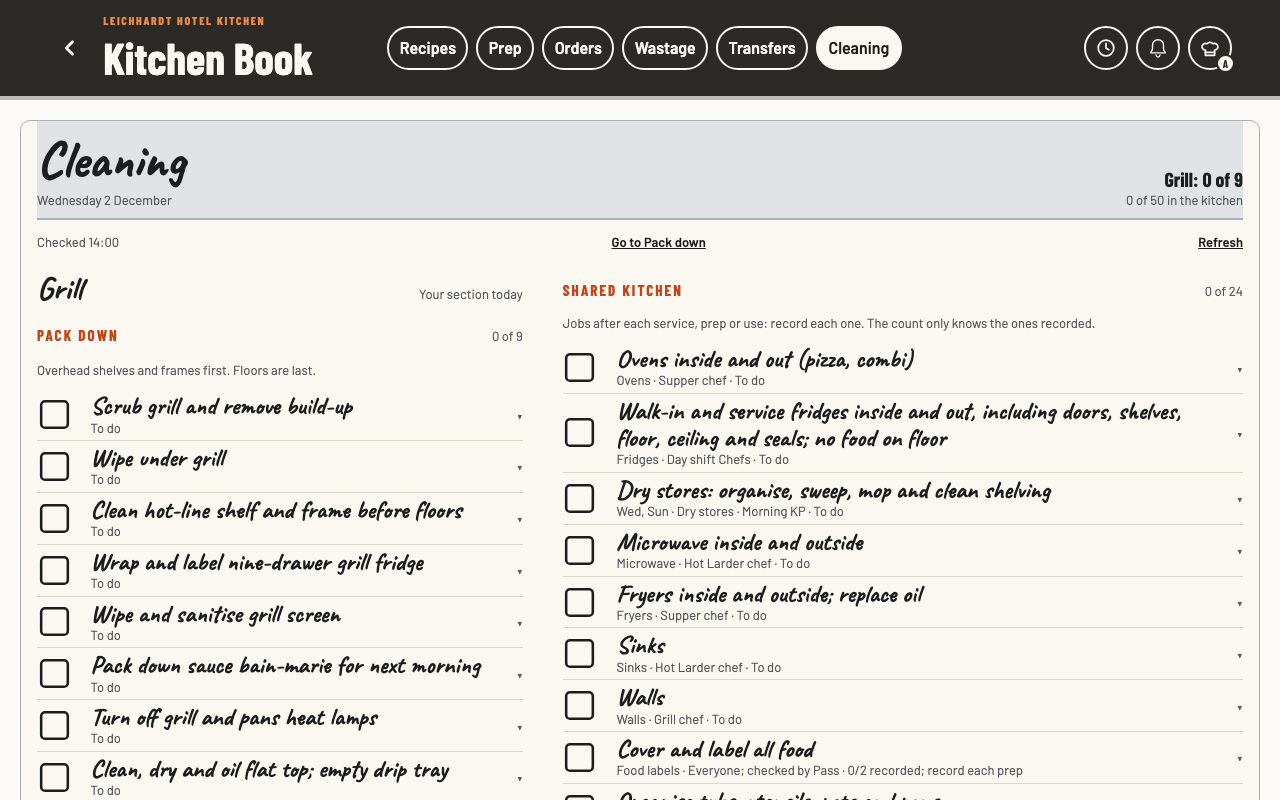 LEICHHARDT HOTEL KITCHEN
Kitchen Book
Recipes
Prep
Orders
Wastage
Transfers
Cleaning
A
Cleaning
Wednesday 2 December
Grill: 0 of 9
0 of 50 in the kitchen
Checked 14:00
Go to Pack down
Refresh
Grill
Your section today
PACK DOWN
0 of 9
Overhead shelves and frames first. Floors are last.
Scrub grill and remove build-up
To do
Wipe under grill
To do
Clean hot-line shelf and frame before floors
To do
Wrap and label nine-drawer grill fridge
To do
Wipe and sanitise grill screen
To do
Pack down sauce bain-marie for next morning
To do
Turn off grill and pans heat lamps
To do
Clean, dry and oil flat top; empty drip tray
To do
SHARED KITCHEN
0 of 24
Jobs after each service, prep or use: record each one. The count only knows the ones recorded.
Ovens inside and out (pizza, combi)
Ovens · Supper chef · To do
Walk-in and service fridges inside and out, including doors, shelves,
floor, ceiling and seals; no food on floor
Fridges · Day shift Chefs · To do
Dry stores: organise, sweep, mop and clean shelving
Wed, Sun · Dry stores · Morning KP · To do
Microwave inside and outside
Microwave · Hot Larder chef · To do
Fryers inside and outside; replace oil
Fryers · Supper chef · To do
Sinks
Sinks · Hot Larder chef · To do
Walls
Walls · Grill chef · To do
Cover and label all food
Food labels · Everyone; checked by Pass · 0/2 recorded; record each prep